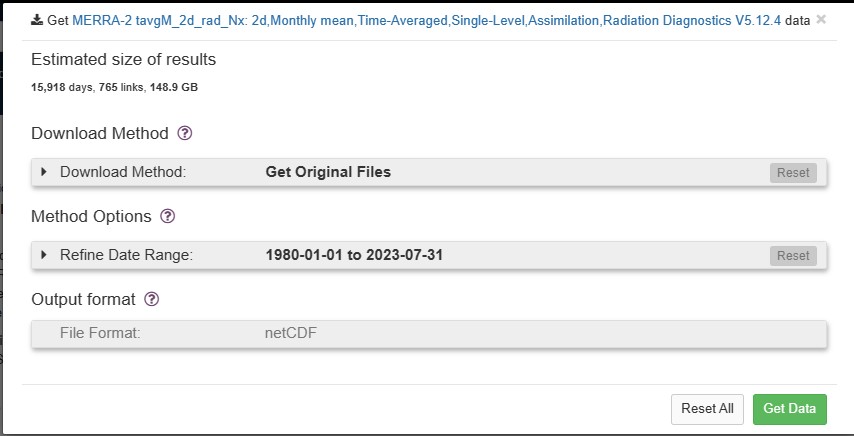 Get MERRA-2 tavgM_2d_rad_Nx: 2d,Monthly mean,Time-Averaged,Single-Level,Assimilation,Radiation Diagnostics V5.12.4 data ×
Estimated size of results
15,918 days, 765 links, 148.9 GB
Download Method ?
Download Method: Get Original Files Reset
Method Options ?
Refine Date Range: 1980-01-01 to 2023-07-31 Reset
Output format ?
File Format: netCDF
Reset All Get Data